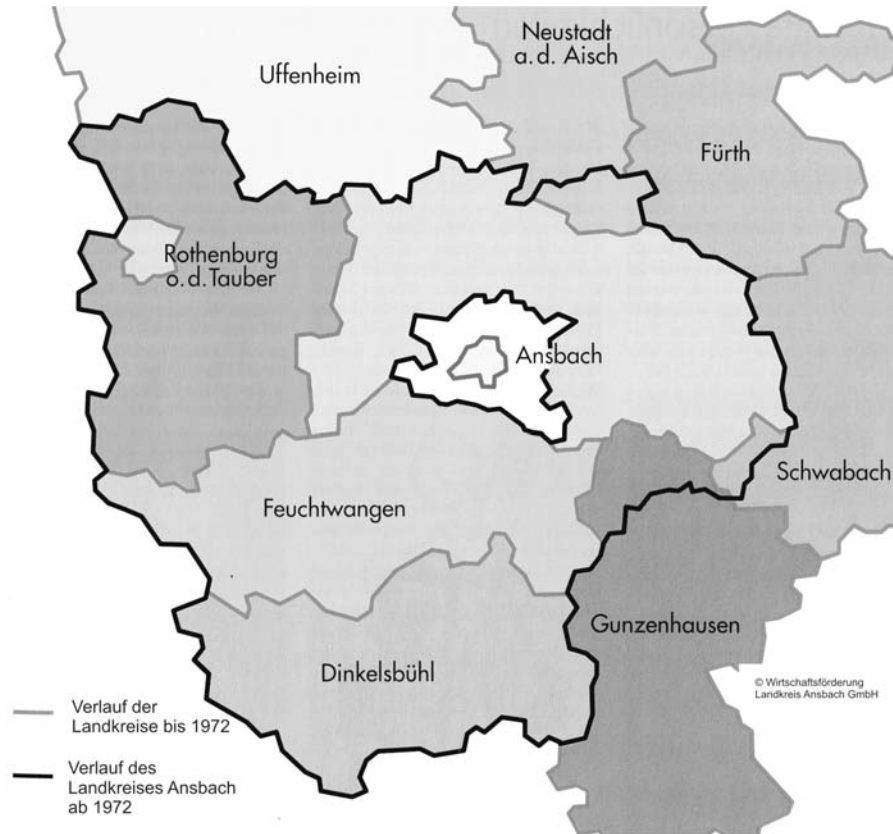 Neustadt
a.d. Aisch
Uffenheim
Fürth
Rothenburg
o.d.Tauber
Ansbach
Schwabach
Feuchtwangen
Gunzenhausen
Dinkelsbühl
© Wirtschaftsförderung
Landkreis Ansbach GmbH
Verlauf der
Landkreise bis 1972
Verlauf des
Landkreises Ansbach
ab 1972